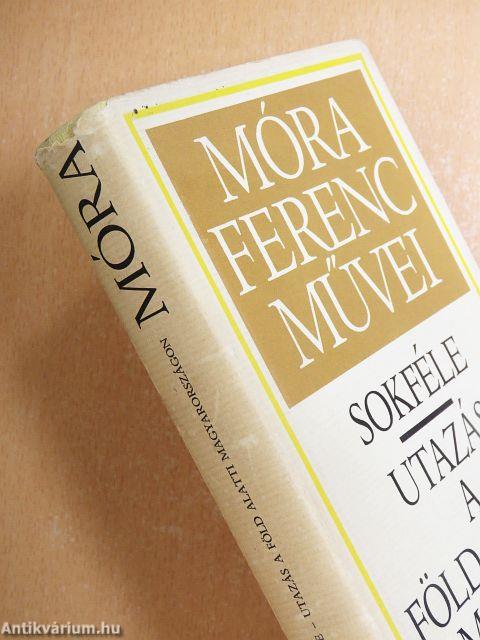 MÓRA
FERENC
MŰVEI
SOKFÉLE
UTAZÁS
A
FÖLD
MÓRA
E – UTAZÁS A FÖLD ALATTI MAGYARORSZÁGON
Antikvárium.hu